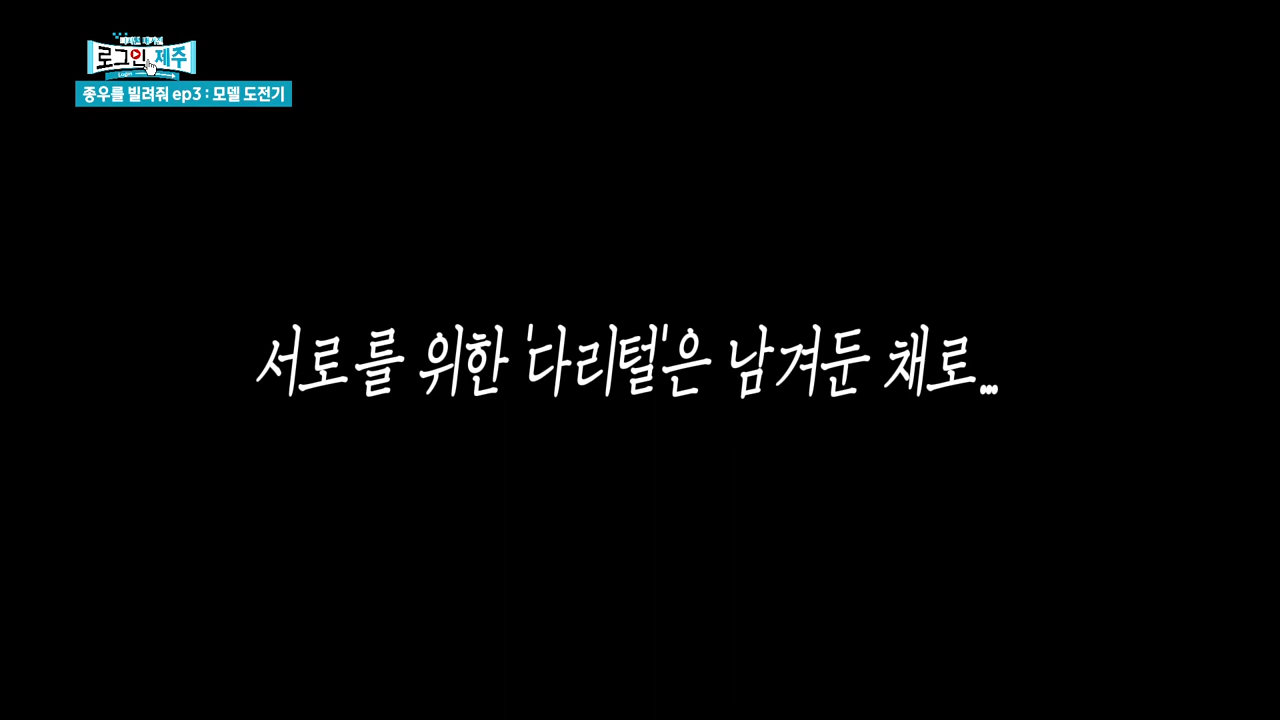 로그인 제주
Login
종우를 빌려줘 ep3 : 모델 도전기
서로를 위한 '다리털'은 남겨둔 채로...